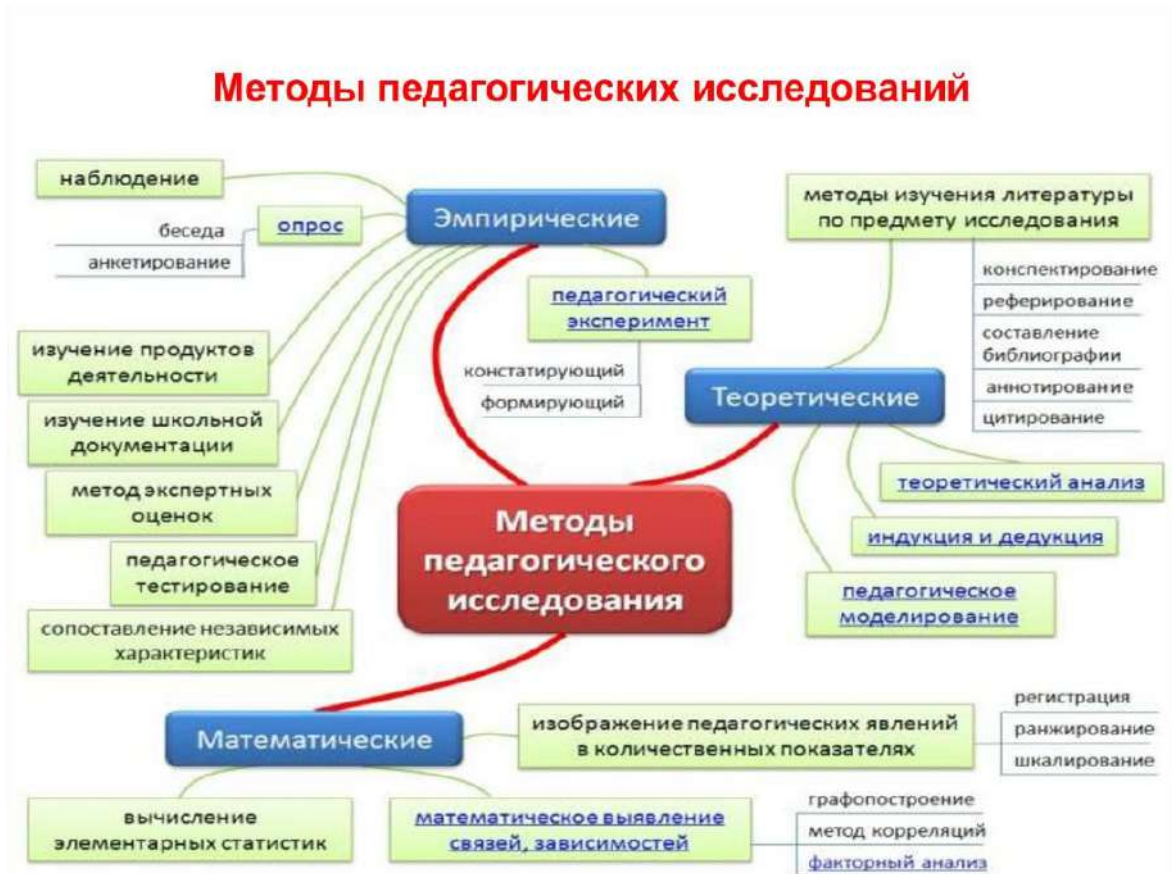 Методы педагогических исследований
наблюдение
Эмпирические
опрос
беседа
анкетирование
педагогический
эксперимент
констатирующий
формирующий
изучение продуктов
деятельности
изучение школьной
документации
метод экспертных
оценок
педагогическое
тестирование
сопоставление независимых
характеристик
методы изучения литературы
по предмету исследования
конспектирование
реферирование
составление
библиографии
аннотирование
цитирование
Теоретические
теоретический анализ
индукция и дедукция
педагогическое
моделирование
Методы
педагогического
исследования
Математические
изображение педагогических явлений
в количественных показателях
регистрация
ранжирование
шкалирование
вычисление
элементарных статистик
математическое выявление
связей, зависимостей
графопостроение
метод корреляций
факторный анализ